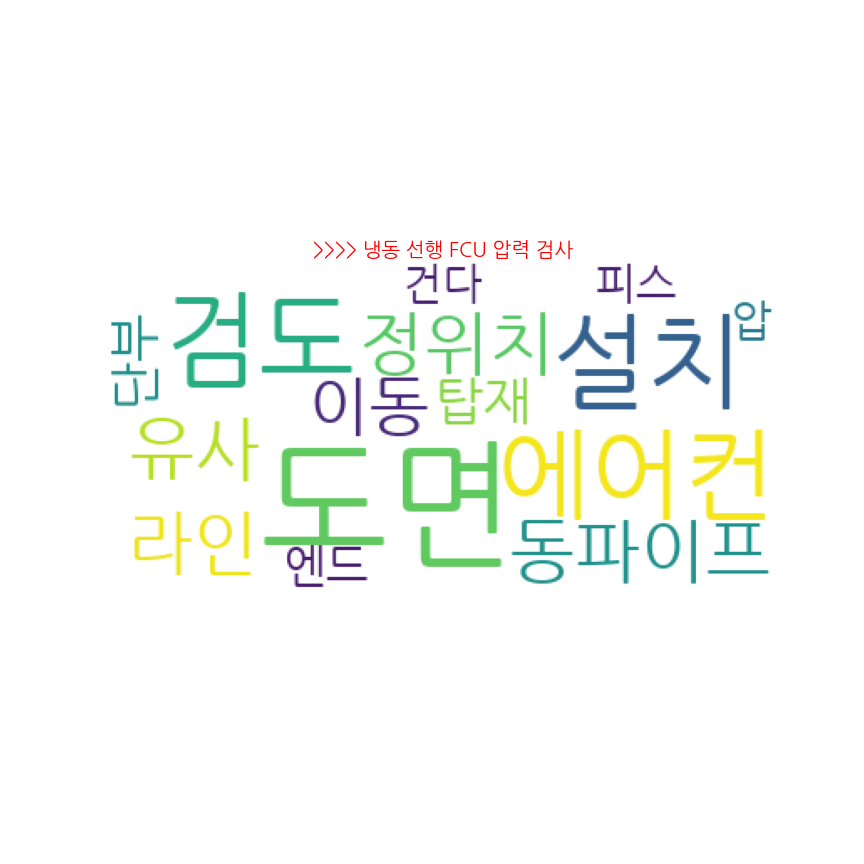 >>>> 냉동 선행 FCU 압력 검사
건다 피스
단부 검도 정위치 설치 압
이동 탑재
유사 도면 에어컨
라인 엔드 동파이프